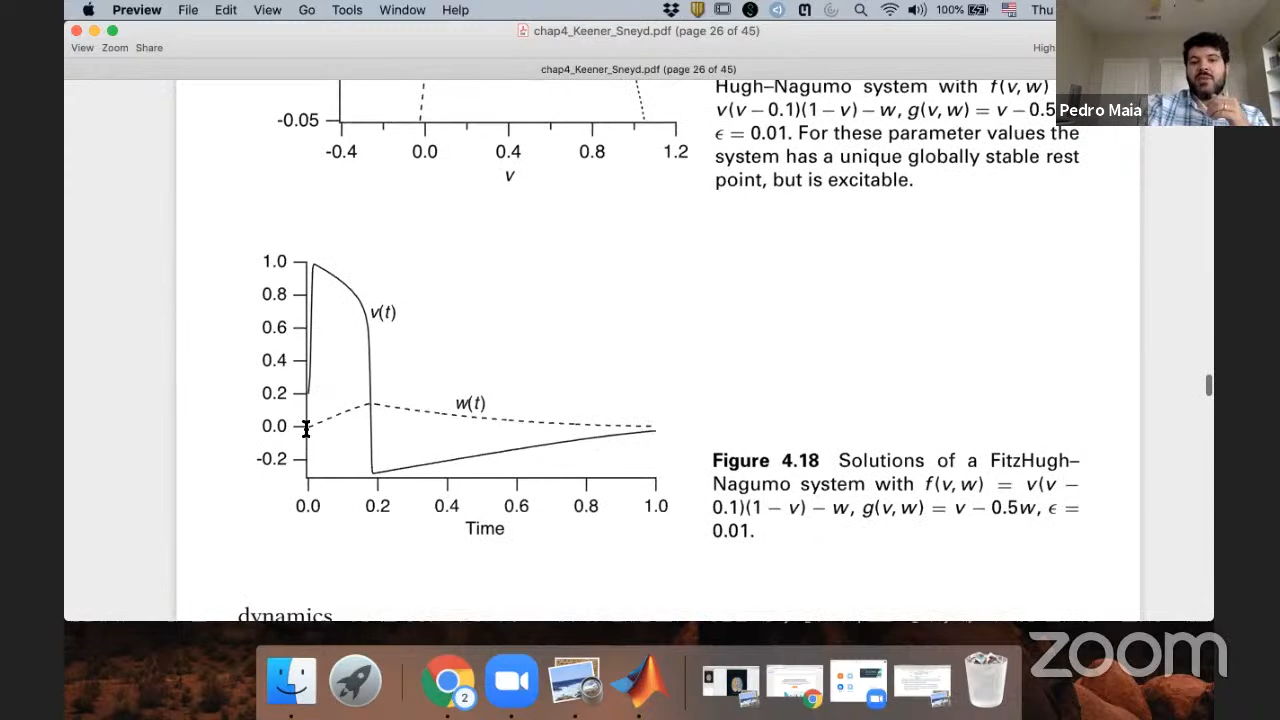 Preview File Edit View Go Tools Window Help 100% Thu
chap4_Keener_Sneyd.pdf (page 26 of 45)
View Zoom Share High
chap4_Keener_Sneyd.pdf (page 26 of 45)
Pedro Maia
Hugh–Nagumo system with f(v, w)
v(v − 0.1)(1 − v) − w, g(v, w) = v − 0.5
ϵ = 0.01. For these parameter values the
system has a unique globally stable rest
point, but is excitable.
-0.05
-0.4 0.0 0.4 0.8 1.2
v
1.0
0.8
0.6
0.4
0.2
0.0
-0.2
v(t)
w(t)
0.0 0.2 0.4 0.6 0.8 1.0
Time
Figure 4.18 Solutions of a FitzHugh–
Nagumo system with f(v, w) = v(v −
0.1)(1 − v) − w, g(v, w) = v − 0.5w, ϵ =
0.01.
dynamics
2
zoom